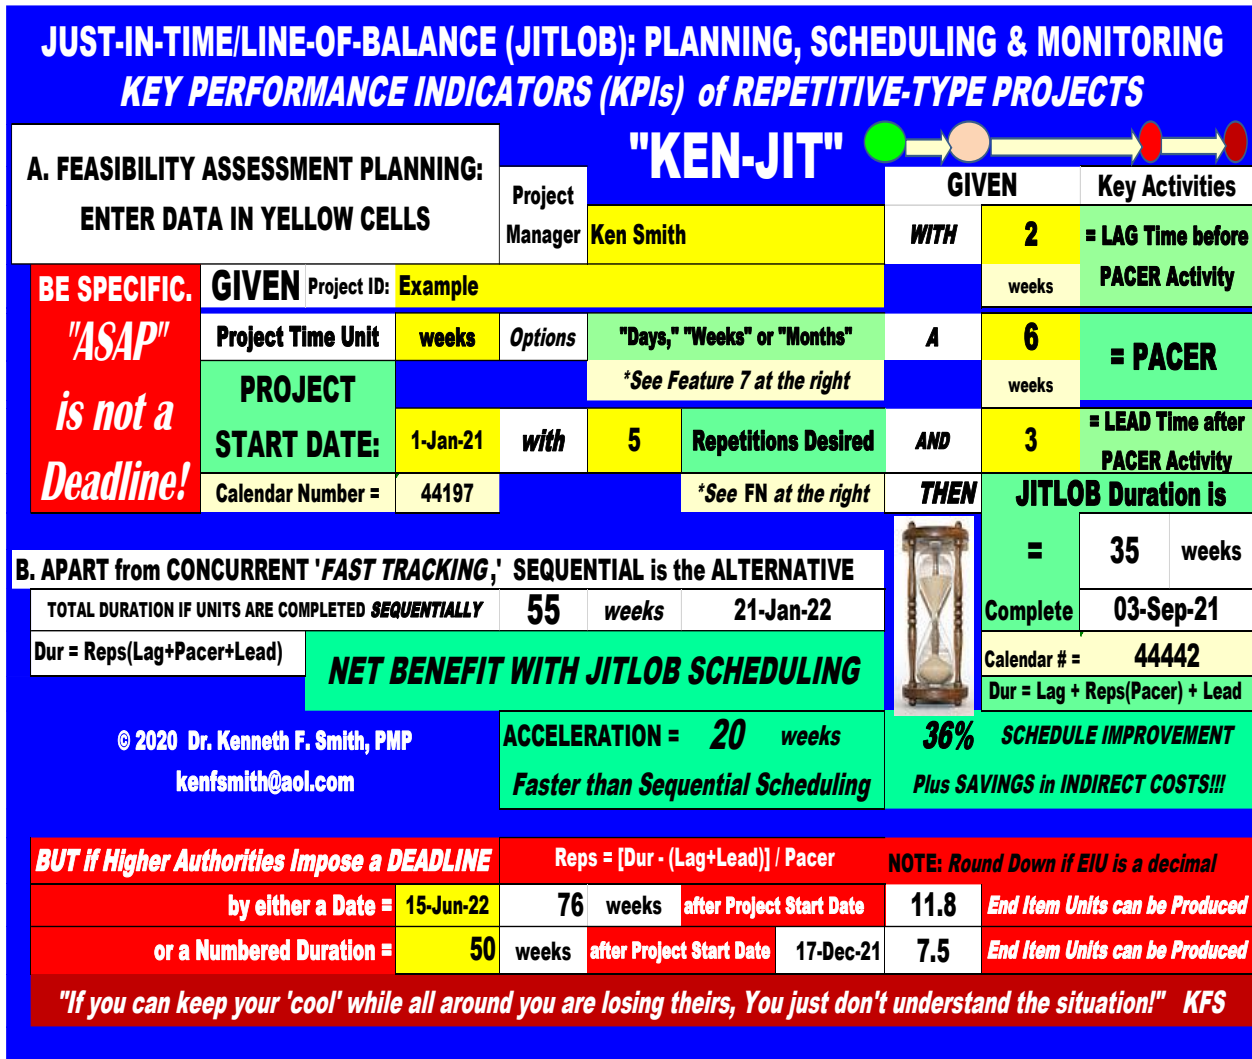 JUST-IN-TIME/LINE-OF-BALANCE (JITLOB): PLANNING, SCHEDULING & MONITORING
KEY PERFORMANCE INDICATORS (KPIs) of REPETITIVE-TYPE PROJECTS
"KEN-JIT"
A. FEASIBILITY ASSESSMENT PLANNING:
ENTER DATA IN YELLOW CELLS
Project
Manager
Ken Smith
GIVEN
Key Activities
WITH
2
weeks
= LAG Time before
PACER Activity
BE SPECIFIC.
"ASAP"
is not a
Deadline!
GIVEN
Project ID:
Example
Project Time Unit
weeks
Options
"Days," "Weeks" or "Months"
*See Feature 7 at the right
A
6
weeks
= PACER
PROJECT
START DATE:
1-Jan-21
with
5
Repetitions Desired
AND
3
= LEAD Time after
PACER Activity
Calendar Number =
44197
*See FN at the right
THEN
JITLOB Duration is
=
35
weeks
Complete
03-Sep-21
Calendar # =
44442
Dur = Lag + Reps(Pacer) + Lead
B. APART from CONCURRENT 'FAST TRACKING,' SEQUENTIAL is the ALTERNATIVE
TOTAL DURATION IF UNITS ARE COMPLETED SEQUENTIALLY
55
weeks
21-Jan-22
Dur = Reps(Lag+Pacer+Lead)
NET BENEFIT WITH JITLOB SCHEDULING
© 2020 Dr. Kenneth F. Smith, PMP
kenfsmith@aol.com
ACCELERATION =
20
weeks
Faster than Sequential Scheduling
36%
SCHEDULE IMPROVEMENT
Plus SAVINGS in INDIRECT COSTS!!!
BUT if Higher Authorities Impose a DEADLINE
Reps = [Dur - (Lag+Lead)] / Pacer
NOTE: Round Down if EIU is a decimal
by either a Date =
15-Jun-22
76
weeks
after Project Start Date
11.8
End Item Units can be Produced
or a Numbered Duration =
50
weeks
after Project Start Date
17-Dec-21
7.5
End Item Units can be Produced
"If you can keep your 'cool' while all around you are losing theirs, You just don't understand the situation!" KFS